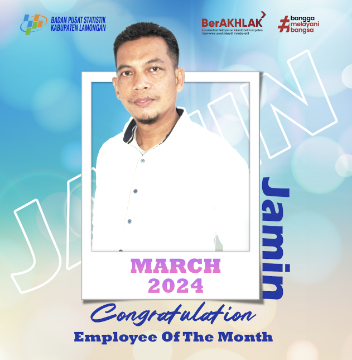 BADAN PUSAT STATISTIK
KABUPATEN LAMONGAN
BerAKHLAK
#bangga
melayani
bangsa
JAMIN
Jamin
MARCH
2024
Congratulation
Employee Of The Month